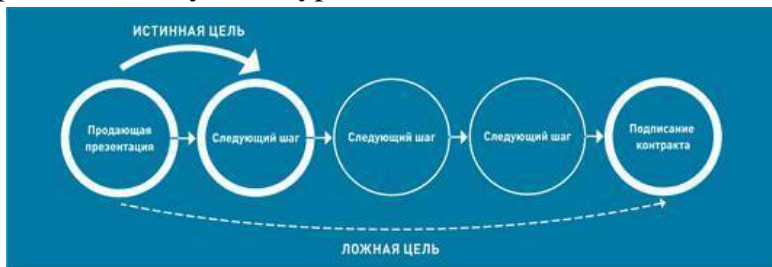 ИСТИННАЯ ЦЕЛЬ
Продающая
презентация
Следующий шаг
Следующий шаг
Следующий шаг
Подписание
контракта
ЛОЖНАЯ ЦЕЛЬ